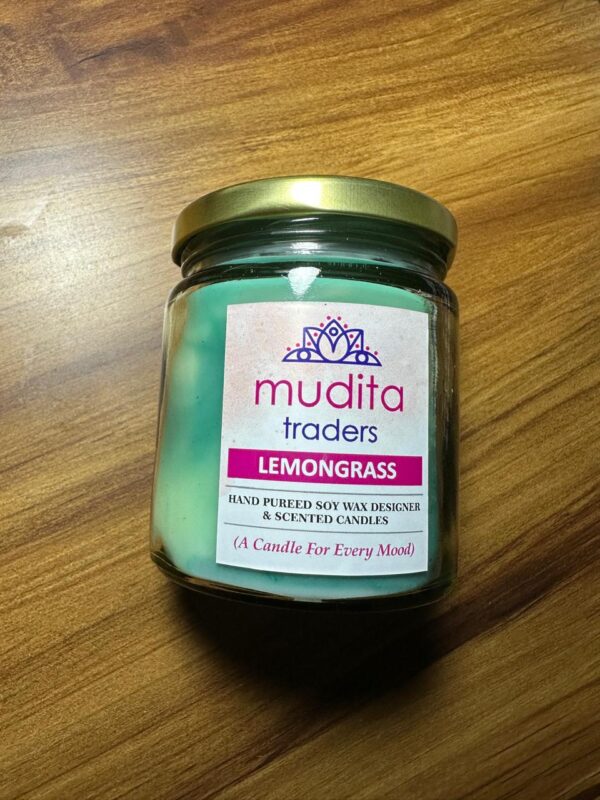 mudita
traders
LEMONGRASS
HAND PUREED SOY WAX DESIGNER
& SCENTED CANDLES
(A Candle For Every Mood)